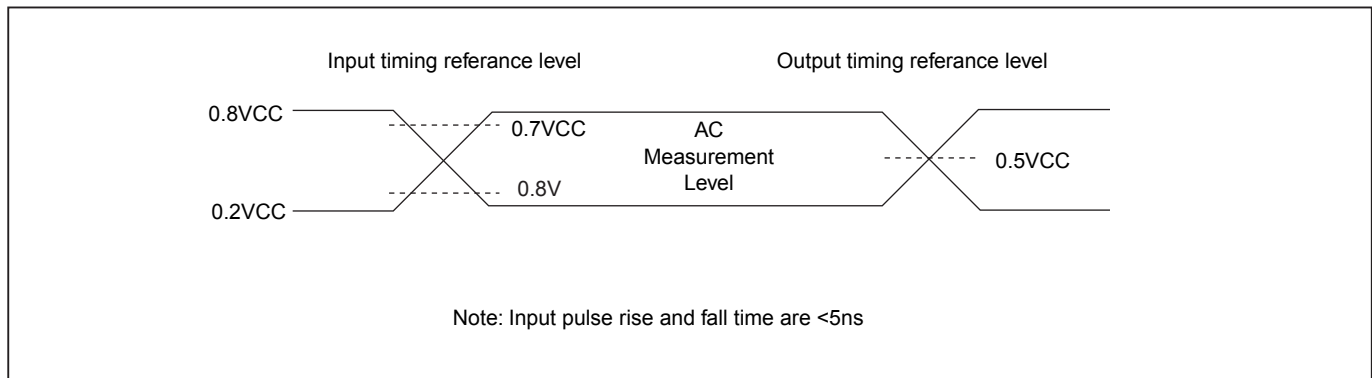 Input timing referance level
Output timing referance level
0.8VCC
0.7VCC
AC
Measurement
Level
0.5VCC
0.8V
0.2VCC
Note: Input pulse rise and fall time are <5ns